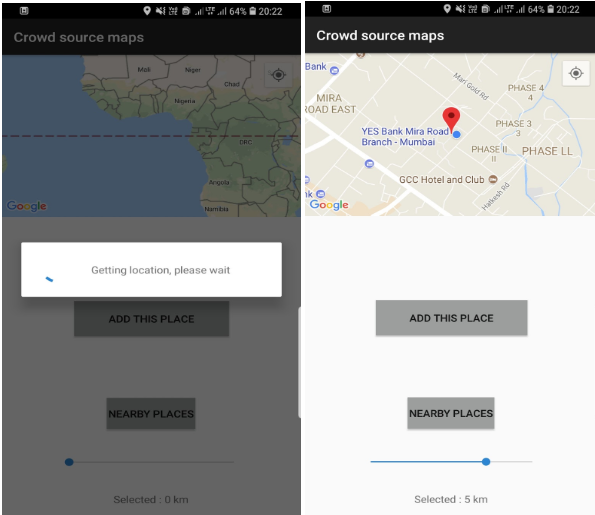 64% 20:22
Crowd source maps
Mali
Niger
Chad
Nigeria
DRC
Angola
Namibia
Google
Getting location, please wait
ADD THIS PLACE
NEARBY PLACES
Selected : 0 km
LTE 64% 20:22
Crowd source maps
Bank
Mari Gold Rd
PHASE 4
4
MIRA
ROAD EAST
PHASE 3
3
YES Bank Mira Road
Branch - Mumbai
PHASE II
II
PHASE LL
GCC Hotel and Club
nk
Hatkesh Rd
Google
ADD THIS PLACE
NEARBY PLACES
Selected : 5 km